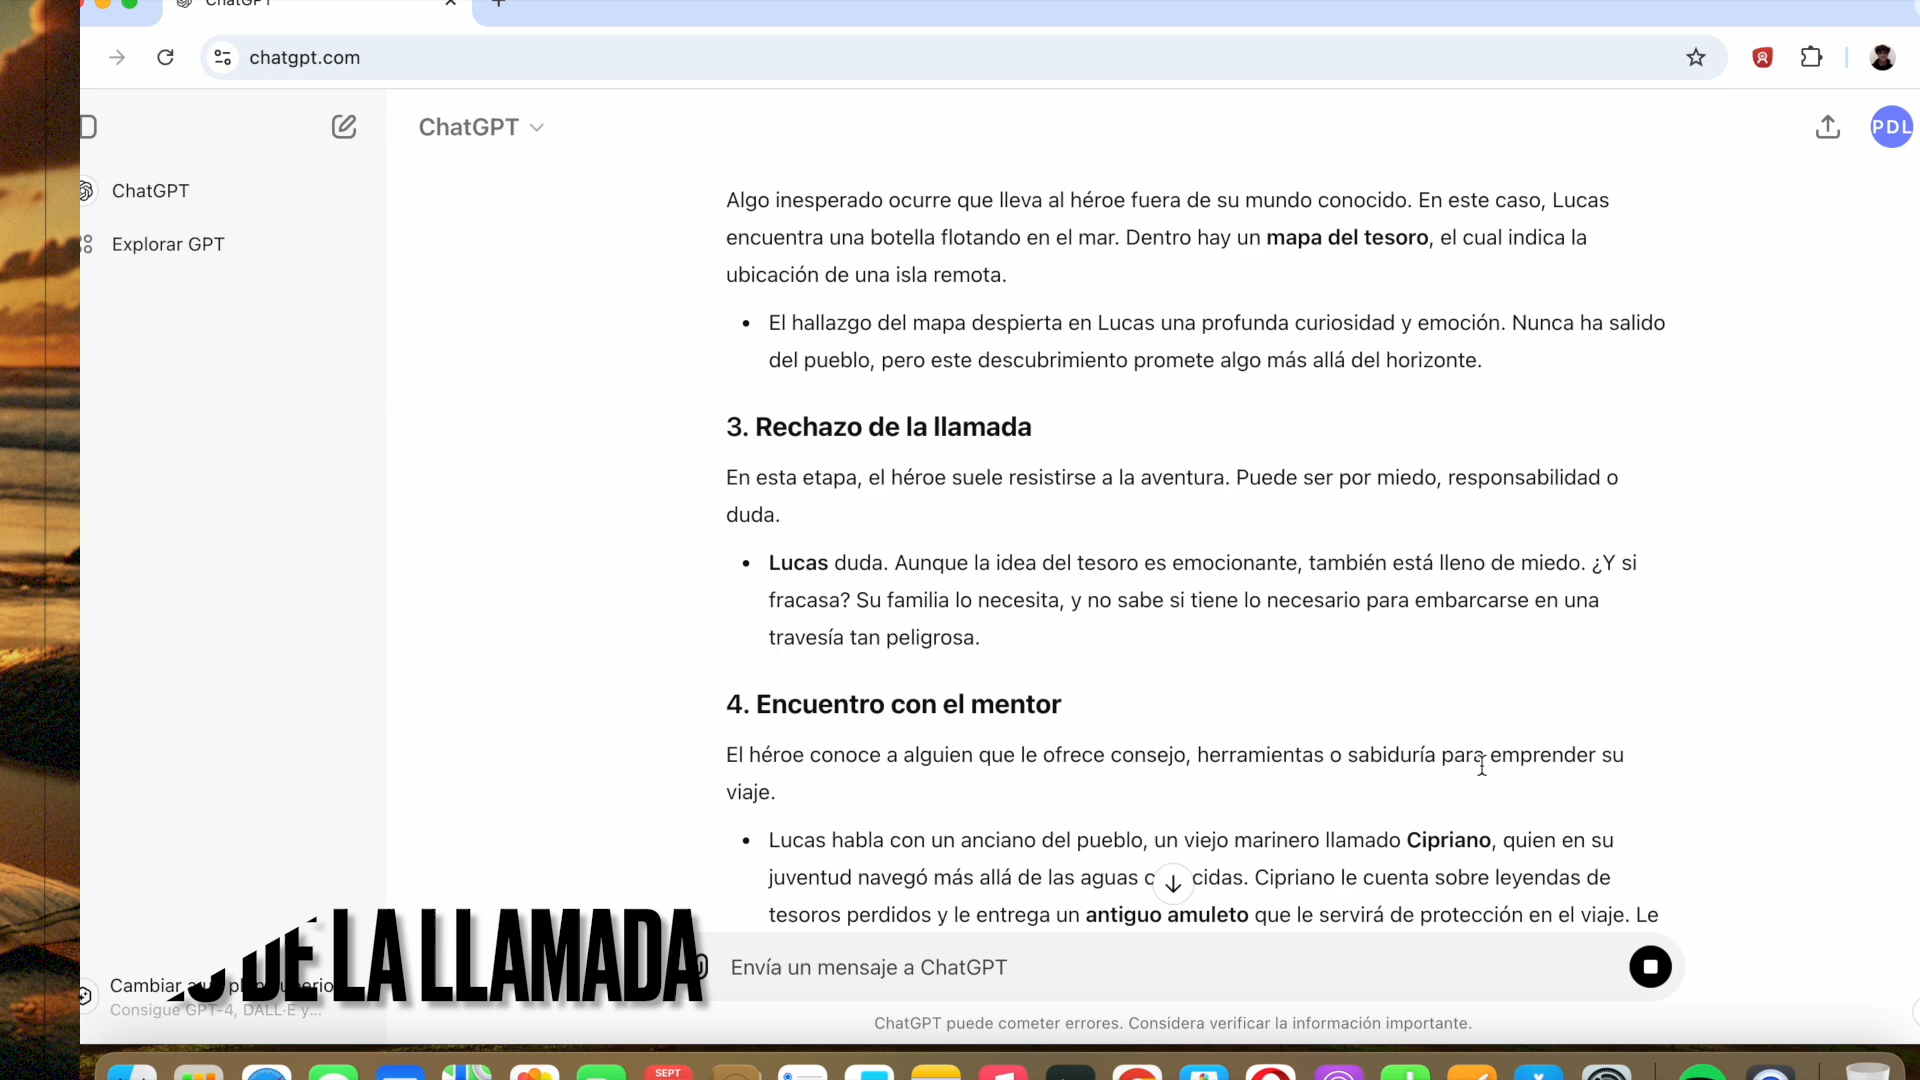 ChatGPT
chatgpt.com
ChatGPT
PDL
ChatGPT
Explorar GPT
Algo inesperado ocurre que lleva al héroe fuera de su mundo conocido. En este caso, Lucas
encuentra una botella flotando en el mar. Dentro hay un mapa del tesoro, el cual indica la
ubicación de una isla remota.
• El hallazgo del mapa despierta en Lucas una profunda curiosidad y emoción. Nunca ha salido
del pueblo, pero este descubrimiento promete algo más allá del horizonte.
3. Rechazo de la llamada
En esta etapa, el héroe suele resistirse a la aventura. Puede ser por miedo, responsabilidad o
duda.
• Lucas duda. Aunque la idea del tesoro es emocionante, también está lleno de miedo. ¿Y si
fracasa? Su familia lo necesita, y no sabe si tiene lo necesario para embarcarse en una
travesía tan peligrosa.
4. Encuentro con el mentor
El héroe conoce a alguien que le ofrece consejo, herramientas o sabiduría para emprender su
viaje.
• Lucas habla con un anciano del pueblo, un viejo marinero llamado Cipriano, quien en su
juventud navegó más allá de las aguas cidas. Cipriano le cuenta sobre leyendas de
tesoros perdidos y le entrega un antiguo amuleto que le servirá de protección en el viaje. Le
DE LA LLAMADA
Cambiar
Consigue GPT-4, DALL·E y...
Envía un mensaje a ChatGPT
ChatGPT puede cometer errores. Considera verificar la información importante.
SEPT